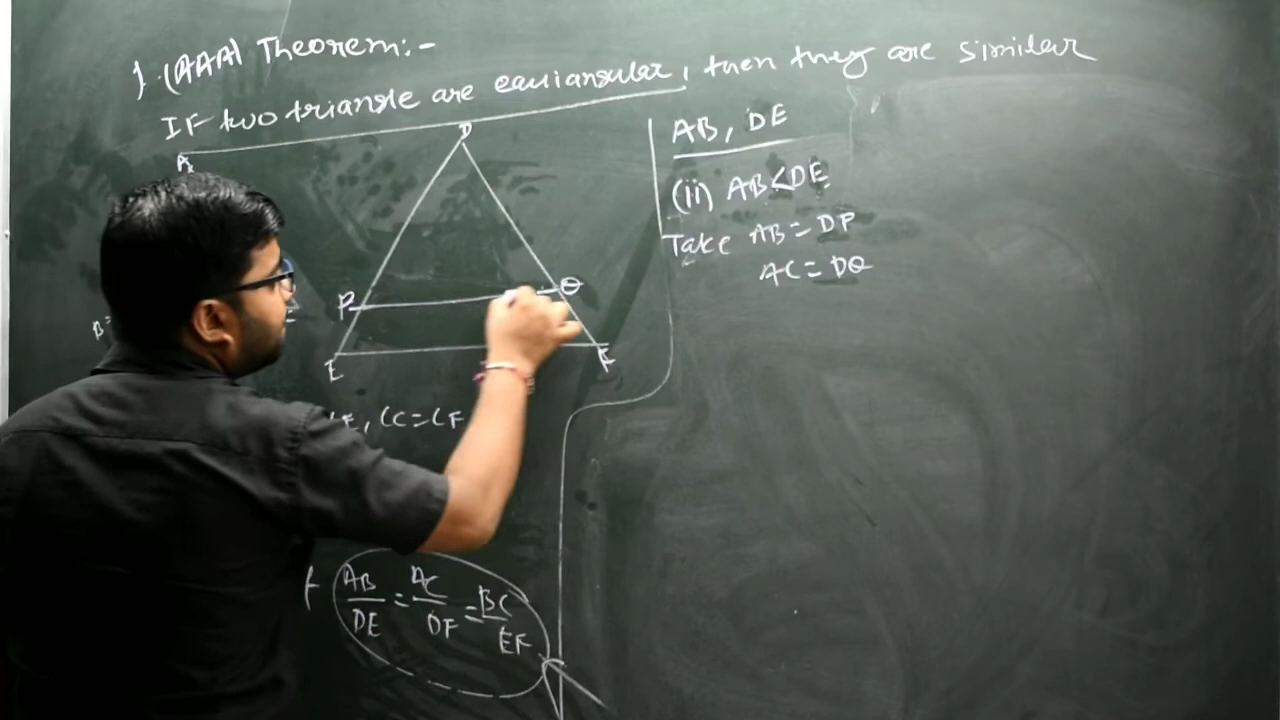 1. (AAA) Theorem:-
IF two triangle are equiangular, then they are similar
A
D
P
Q
B
E
F
∠C=∠F
AB/DE = AC/DF = BC/EF
AB, DE
(ii) AB<DE
Take AB=DP
AC=DQ